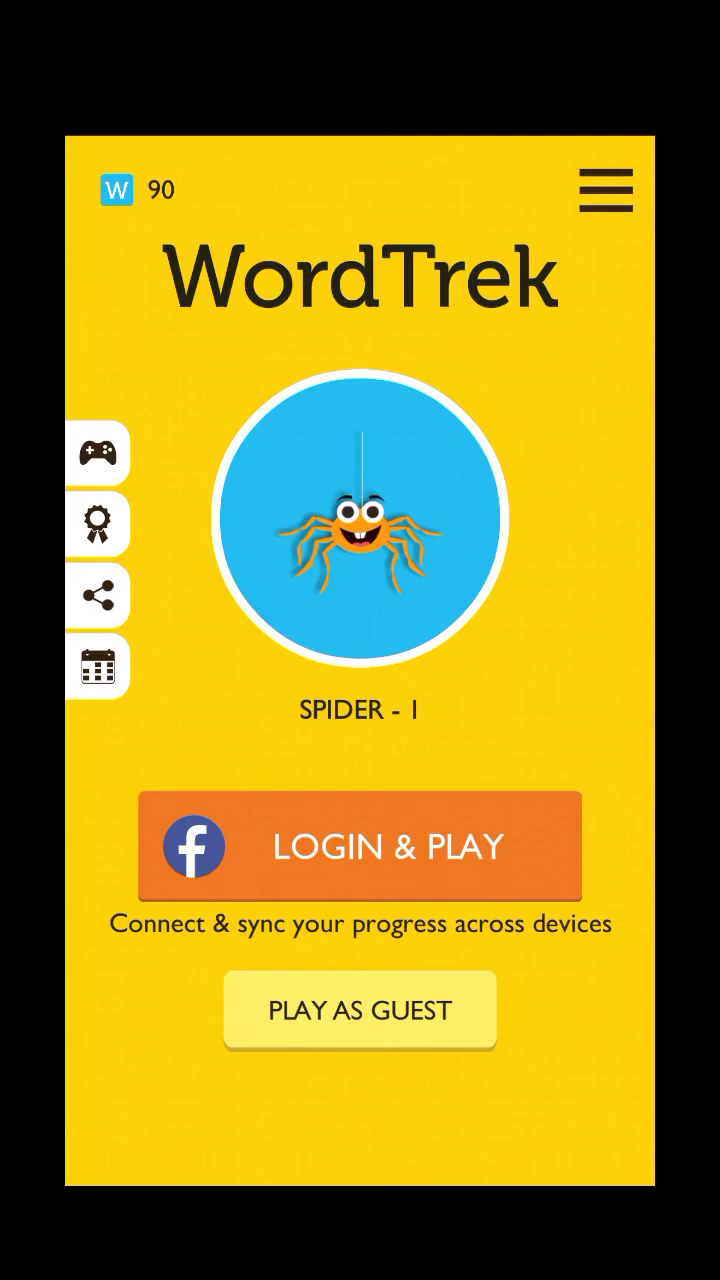 W 90
WordTrek
SPIDER - 1
f LOGIN & PLAY
Connect & sync your progress across devices
PLAY AS GUEST